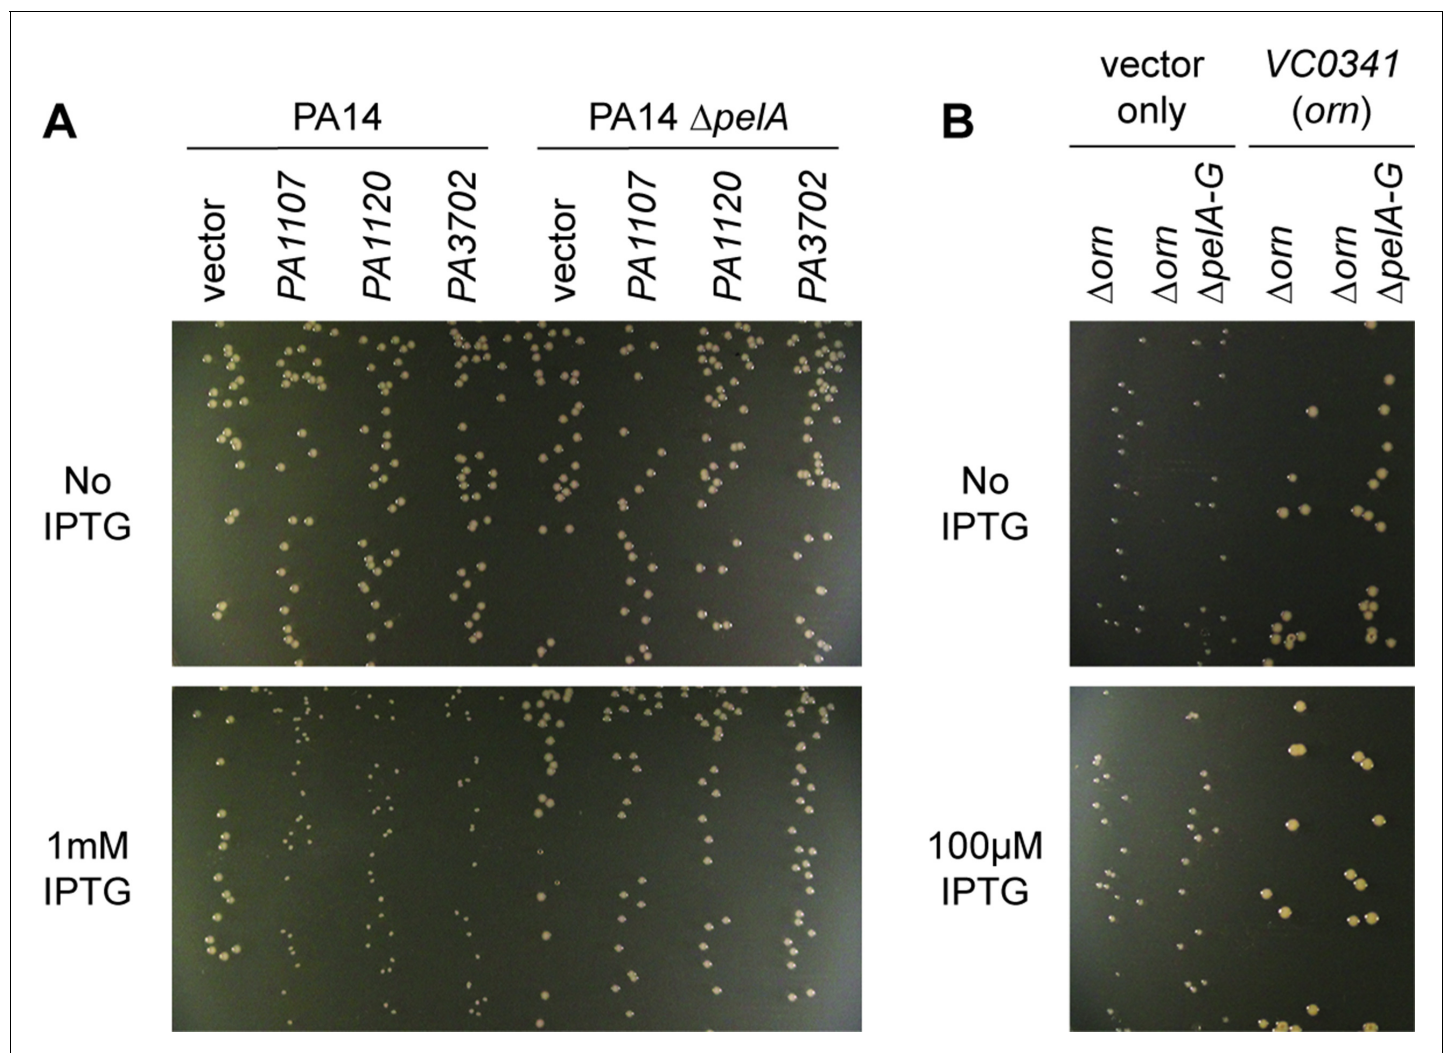 A
PA14
PA14 ΔpelA
vector
PA1107
PA1120
PA3702
vector
PA1107
PA1120
PA3702
No
IPTG
1mM
IPTG
B
vector
only
VC0341
(orn)
Δorn
Δorn
ΔpelA-G
Δorn
Δorn
ΔpelA-G
No
IPTG
100µM
IPTG